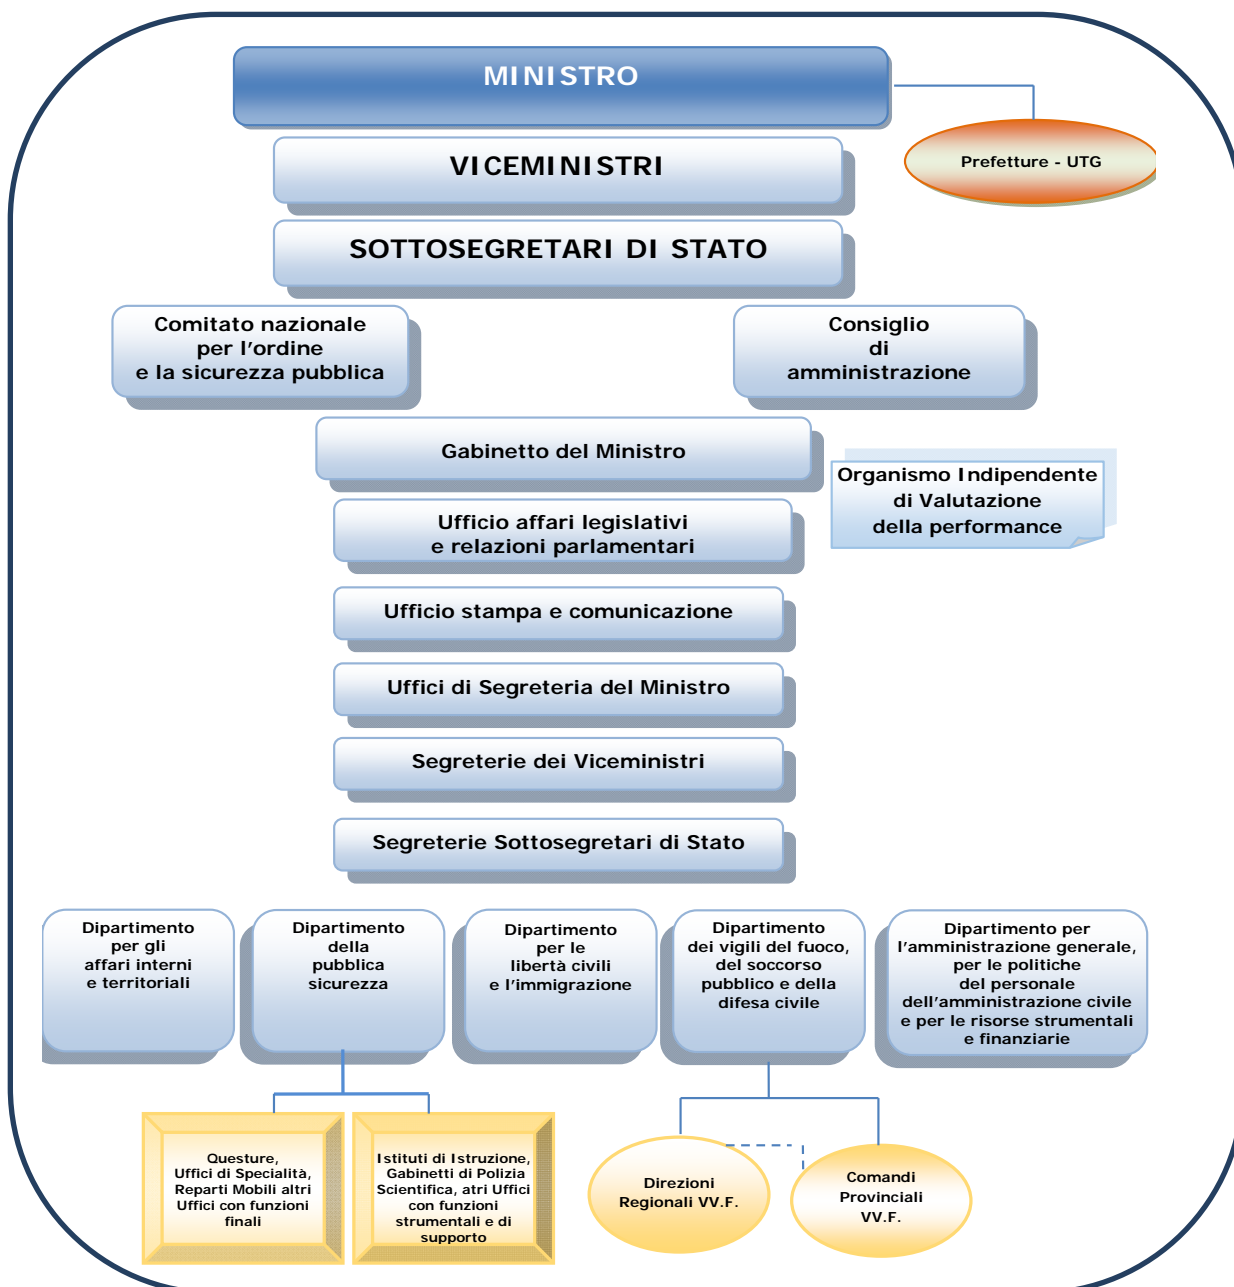 MINISTRO
Prefetture - UTG
VICEMINISTRI
SOTTOSEGRETARI DI STATO
Comitato nazionale
per l'ordine
e la sicurezza pubblica
Consiglio
di
amministrazione
Gabinetto del Ministro
Organismo Indipendente
di Valutazione
della performance
Ufficio affari legislativi
e relazioni parlamentari
Ufficio stampa e comunicazione
Uffici di Segreteria del Ministro
Segreterie dei Viceministri
Segreterie Sottosegretari di Stato
Dipartimento
per gli
affari interni
e territoriali
Dipartimento
della
pubblica
sicurezza
Dipartimento
per le
libertà civili
e l'immigrazione
Dipartimento
dei vigili del fuoco,
del soccorso
pubblico e della
difesa civile
Dipartimento per
l'amministrazione generale,
per le politiche
del personale
dell'amministrazione civile
e per le risorse strumentali
e finanziarie
Questure,
Uffici di Specialità,
Reparti Mobili altri
Uffici con funzioni
finali
Istituti di Istruzione,
Gabinetti di Polizia
Scientifica, atri Uffici
con funzioni
strumentali e di
supporto
Direzioni
Regionali VV.F.
Comandi
Provinciali
VV.F.